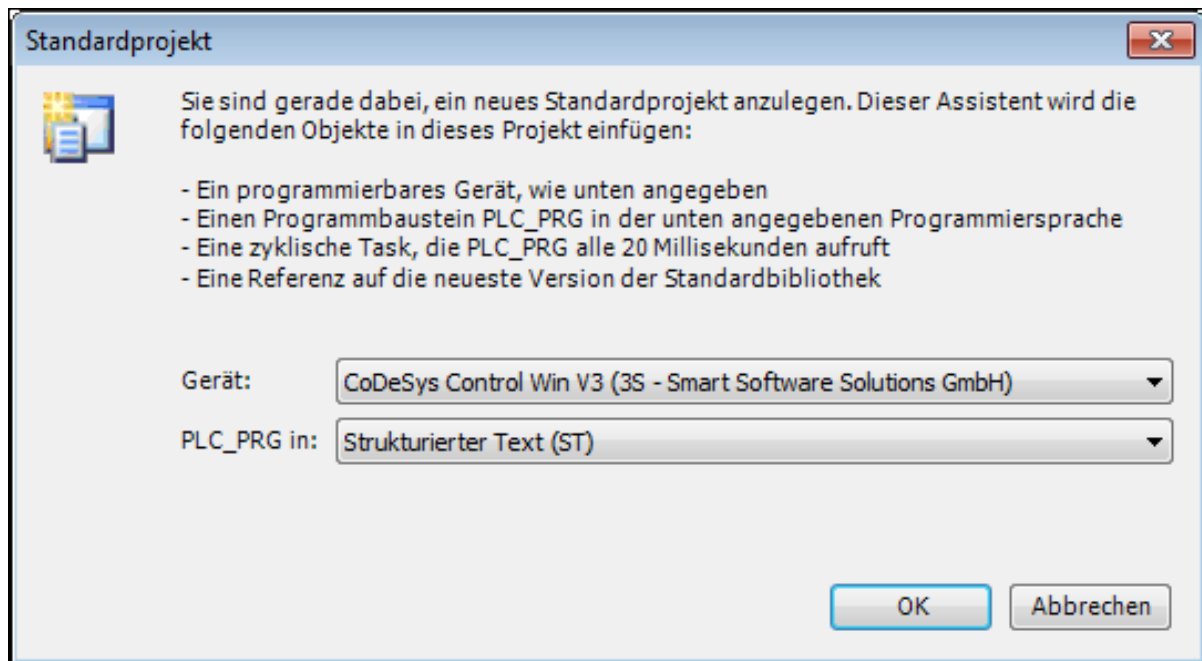 Standardprojekt
Sie sind gerade dabei, ein neues Standardprojekt anzulegen. Dieser Assistent wird die
folgenden Objekte in dieses Projekt einfügen:
- Ein programmierbares Gerät, wie unten angegeben
- Einen Programmbaustein PLC_PRG in der unten angegebenen Programmiersprache
- Eine zyklische Task, die PLC_PRG alle 20 Millisekunden aufruft
- Eine Referenz auf die neueste Version der Standardbibliothek
Gerät: CoDeSys Control Win V3 (3S - Smart Software Solutions GmbH)
PLC_PRG in: Strukturierter Text (ST)
OK Abbrechen